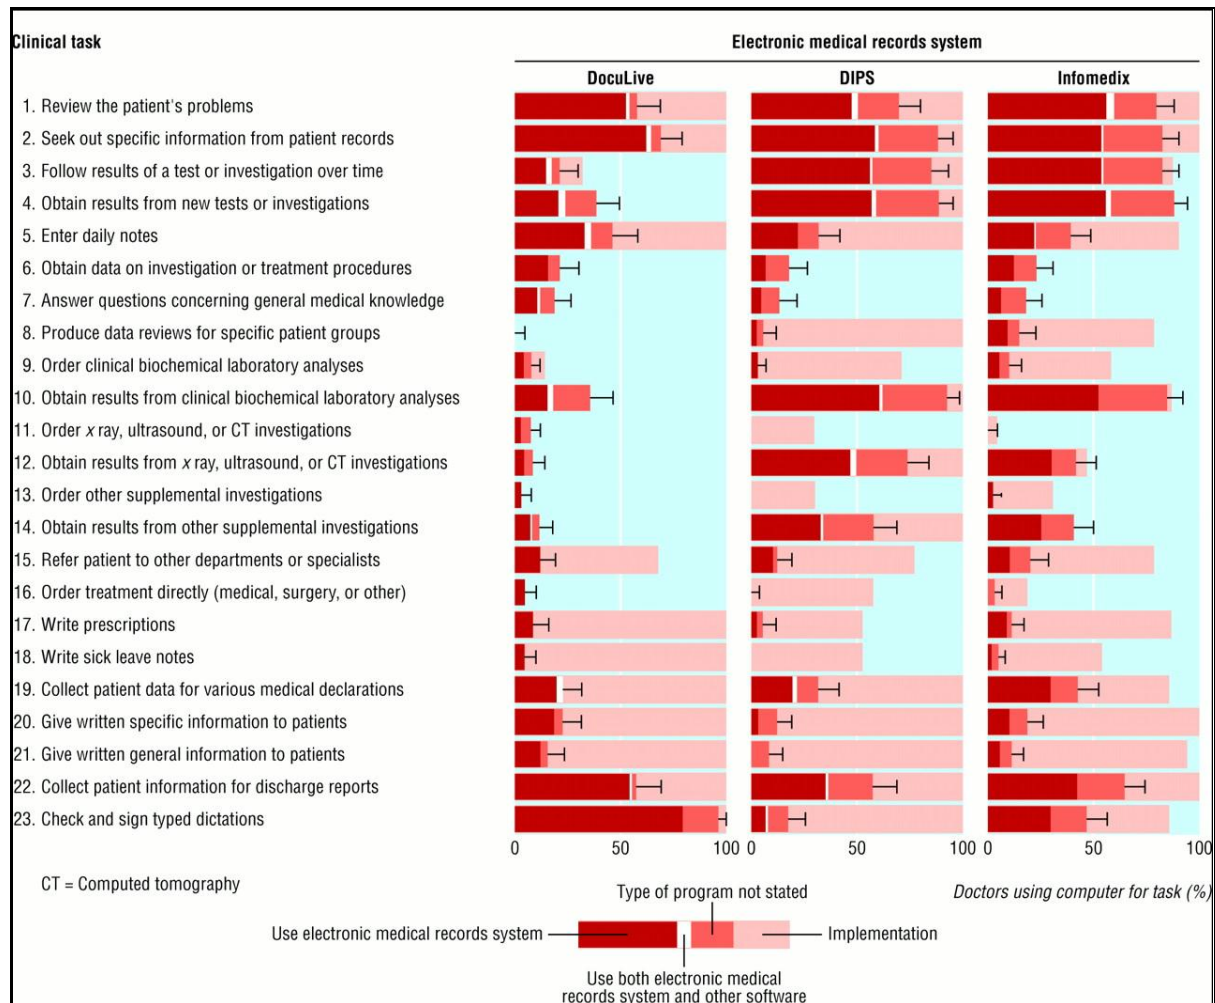 Clinical task
Electronic medical records system
DocuLive DIPS Infomedix
1. Review the patient's problems
2. Seek out specific information from patient records
3. Follow results of a test or investigation over time
4. Obtain results from new tests or investigations
5. Enter daily notes
6. Obtain data on investigation or treatment procedures
7. Answer questions concerning general medical knowledge
8. Produce data reviews for specific patient groups
9. Order clinical biochemical laboratory analyses
10. Obtain results from clinical biochemical laboratory analyses
11. Order x ray, ultrasound, or CT investigations
12. Obtain results from x ray, ultrasound, or CT investigations
13. Order other supplemental investigations
14. Obtain results from other supplemental investigations
15. Refer patient to other departments or specialists
16. Order treatment directly (medical, surgery, or other)
17. Write prescriptions
18. Write sick leave notes
19. Collect patient data for various medical declarations
20. Give written specific information to patients
21. Give written general information to patients
22. Collect patient information for discharge reports
23. Check and sign typed dictations
0 50 100 0 50 100 0 50 100
CT = Computed tomography
Doctors using computer for task (%)
Type of program not stated
Use electronic medical records system
Implementation
Use both electronic medical
records system and other software